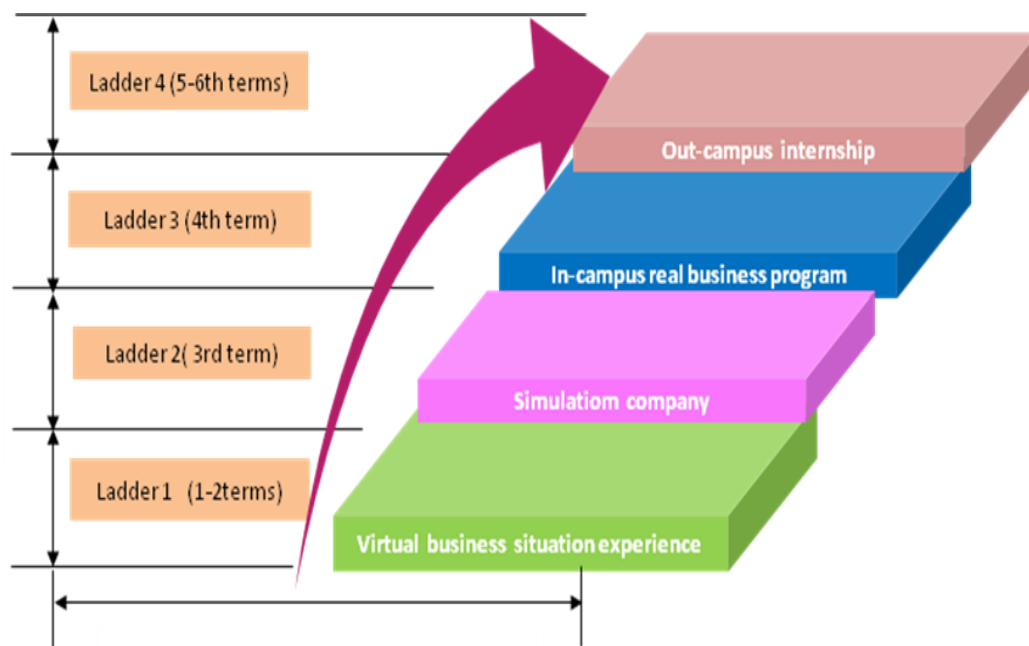 Ladder 4 (5-6th terms)
Out-campus internship
Ladder 3 (4th term)
In-campus real business program
Ladder 2( 3rd term)
Simulatiom company
Ladder 1 (1-2terms)
Virtual business situation experience